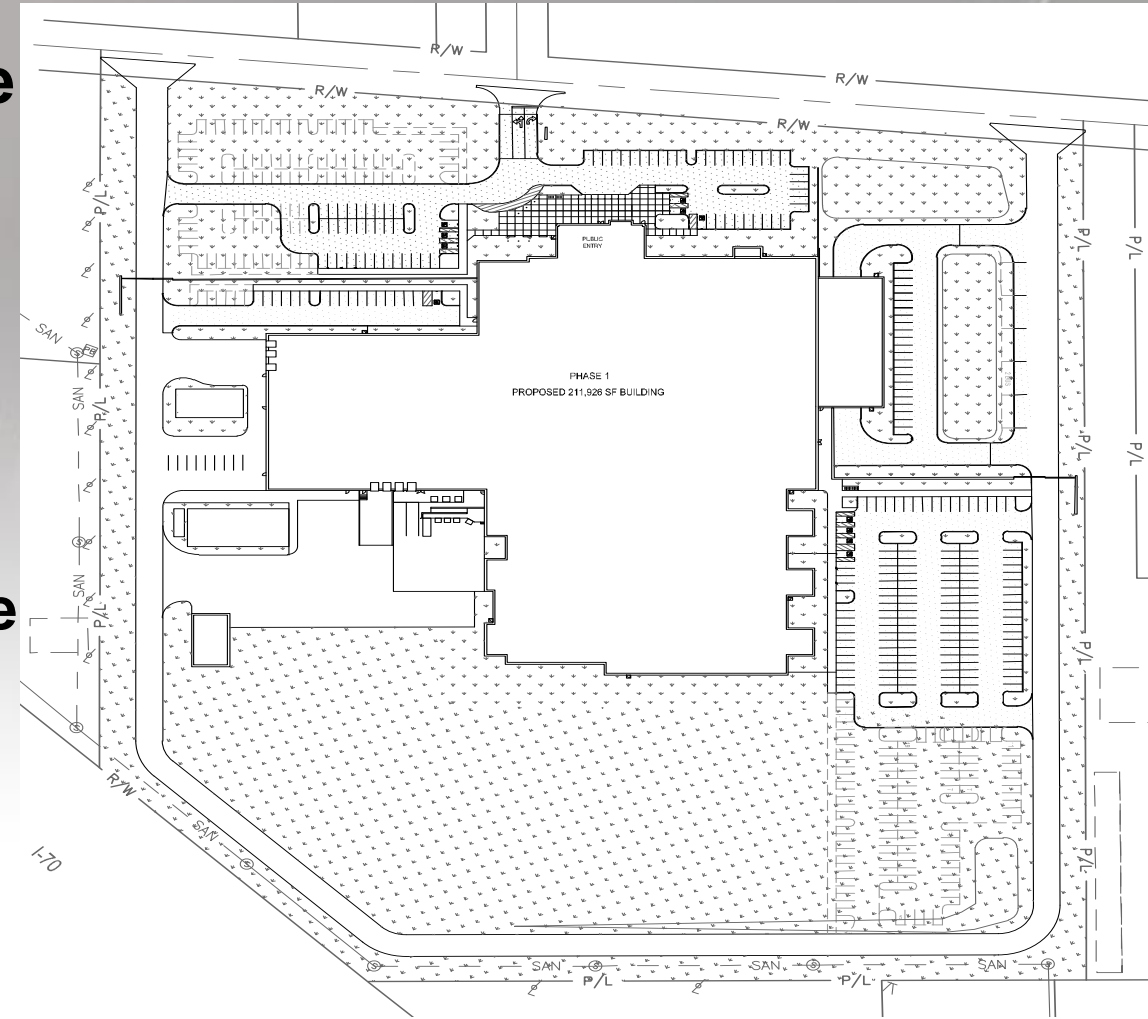 e
R/W
R/W
R/W
R/W
P/L
P/L
P/L
PUBLIC
ENTRY
SAN
S
PHASE 1
PROPOSED 211,926 SF BUILDING
SAN
P/L
P/L
P/L
S
SAN
e
P/L
P/L
S
R/W
SAN
I-70
S
P/L
S
SAN
S
SAN
S
SAN
S
P/L
P/L